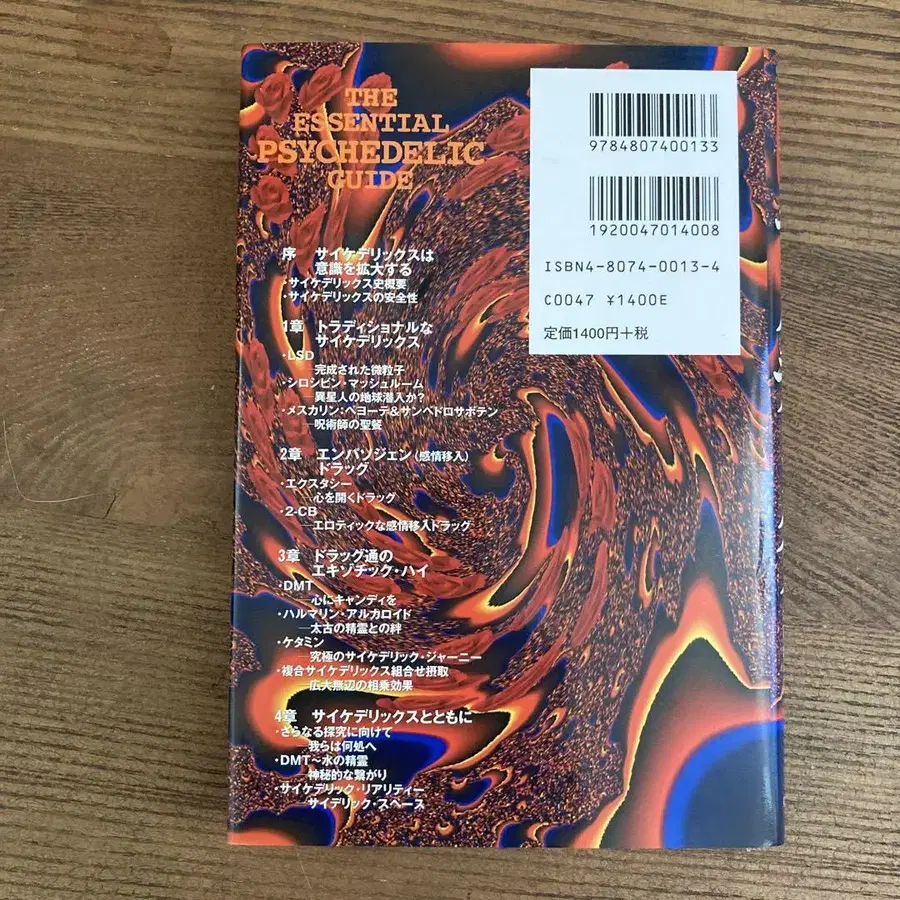 THE
ESSENTIAL
PSYCHEDELIC
GUIDE
9784807400133
1920047014008
ISBN4-8074-0013-4
C0047 ¥1400E
定価1400円+税
序 サイケデリックスは
意識を拡大する
・サイケデリックス史概要
・サイケデリックスの安全性
1章 トラディショナルな
サイケデリックス
・LSD
―完成された微粒子
・シロシビン・マッシュルーム
―異星人の地球潜入か?
・メスカリン:ペヨーテ&サンペドロサボテン
―呪術師の聖餐
2章 エンパソジェン(感情移入)
ドラッグ
・エクスタシー
―心を開くドラッグ
・2-CB
―エロティックな感情移入ドラッグ
3章 ドラッグ通の
エキゾチック・ハイ
・DMT
―心にキャンディを
・ハルマリン・アルカロイド
―太古の精霊との絆
・ケタミン
―究極のサイケデリック・ジャーニー
・複合サイケデリックス組合せ摂取
―広大無辺の相乗効果
4章 サイケデリックスとともに
・さらなる探究に向けて
―我らは何処へ
・DMT〜水の精霊
―神秘的な繋がり
・サイケデリック・リアリティー
―サイデリック・スペース